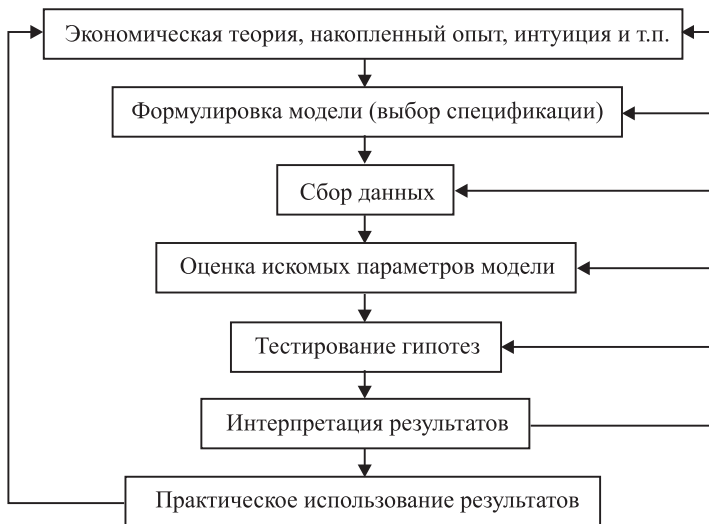 Экономическая теория, накопленный опыт, интуиция и т.п.
Формулировка модели (выбор спецификации)
Сбор данных
Оценка искомых параметров модели
Тестирование гипотез
Интерпретация результатов
Практическое использование результатов